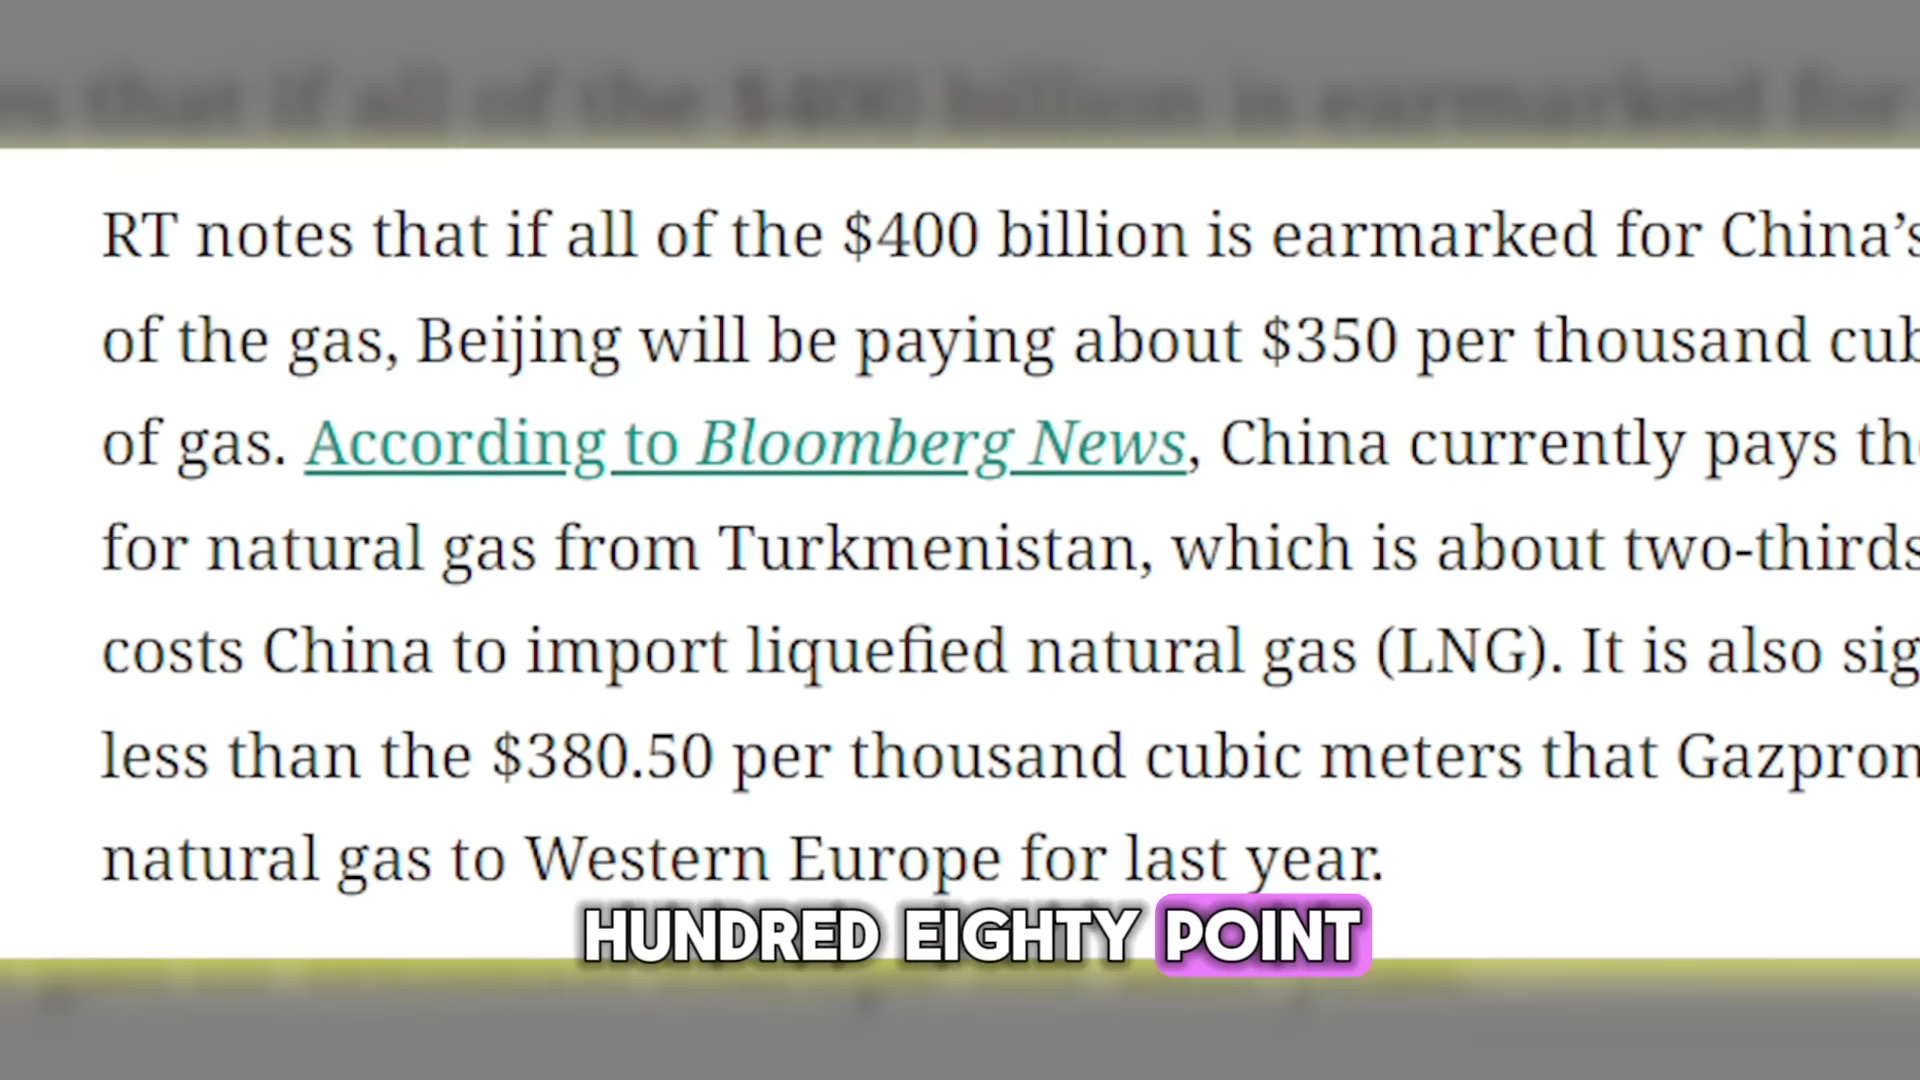 RT notes that if all of the $400 billion is earmarked for China’s
of the gas, Beijing will be paying about $350 per thousand cub
of gas. According to Bloomberg News, China currently pays the
for natural gas from Turkmenistan, which is about two-thirds
costs China to import liquefied natural gas (LNG). It is also sig
less than the $380.50 per thousand cubic meters that Gazprom
natural gas to Western Europe for last year.
HUNDRED EIGHTY POINT